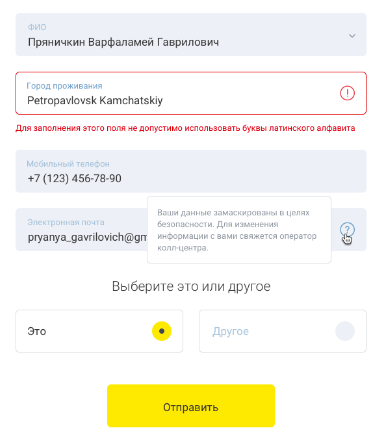 ФИО
Пряничкин Варфаламей Гаврилович
Город проживания
Petropavlovsk Kamchatskiy
Для заполнения этого поля не допустимо использовать буквы латинского алфавита
Мобильный телефон
+7 (123) 456-78-90
Электронная почта
pryanya_gavrilovich@gm
Ваши данные замаскированы в целях
безопасности. Для изменения
информации с вами свяжется оператор
колл-центра.
Выберите это или другое
Это
Другое
Отправить